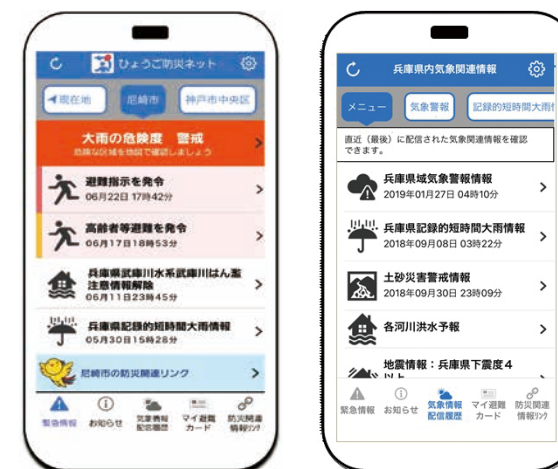 ひょうご防災ネット
現在地
尼崎市
神戸市中央区
大雨の危険度 警戒
危険な区域を地図で確認しましょう
避難指示を発令
06月22日 17時42分
高齢者等避難を発令
06月17日18時53分
兵庫県武庫川水系武庫川はん濫
注意情報解除
06月11日23時45分
兵庫県記録的短時間大雨情報
05月30日15時28分
尼崎市の防災関連リンク
緊急情報
お知らせ
気象情報
配信履歴
マイ避難
カード
防災関連
情報リンク
兵庫県内気象関連情報
メニュー
気象警報
記録的短時間大雨
直近（最後）に配信された気象関連情報を確認
できます。
兵庫県域気象警報情報
2019年01月27日 04時10分
兵庫県記録的短時間大雨情報
2018年09月08日 03時22分
土砂災害警戒情報
2018年09月30日 23時09分
各河川洪水予報
地震情報：兵庫県下震度４
以上
緊急情報
お知らせ
気象情報
配信履歴
マイ避難
カード
防災関連
情報リンク